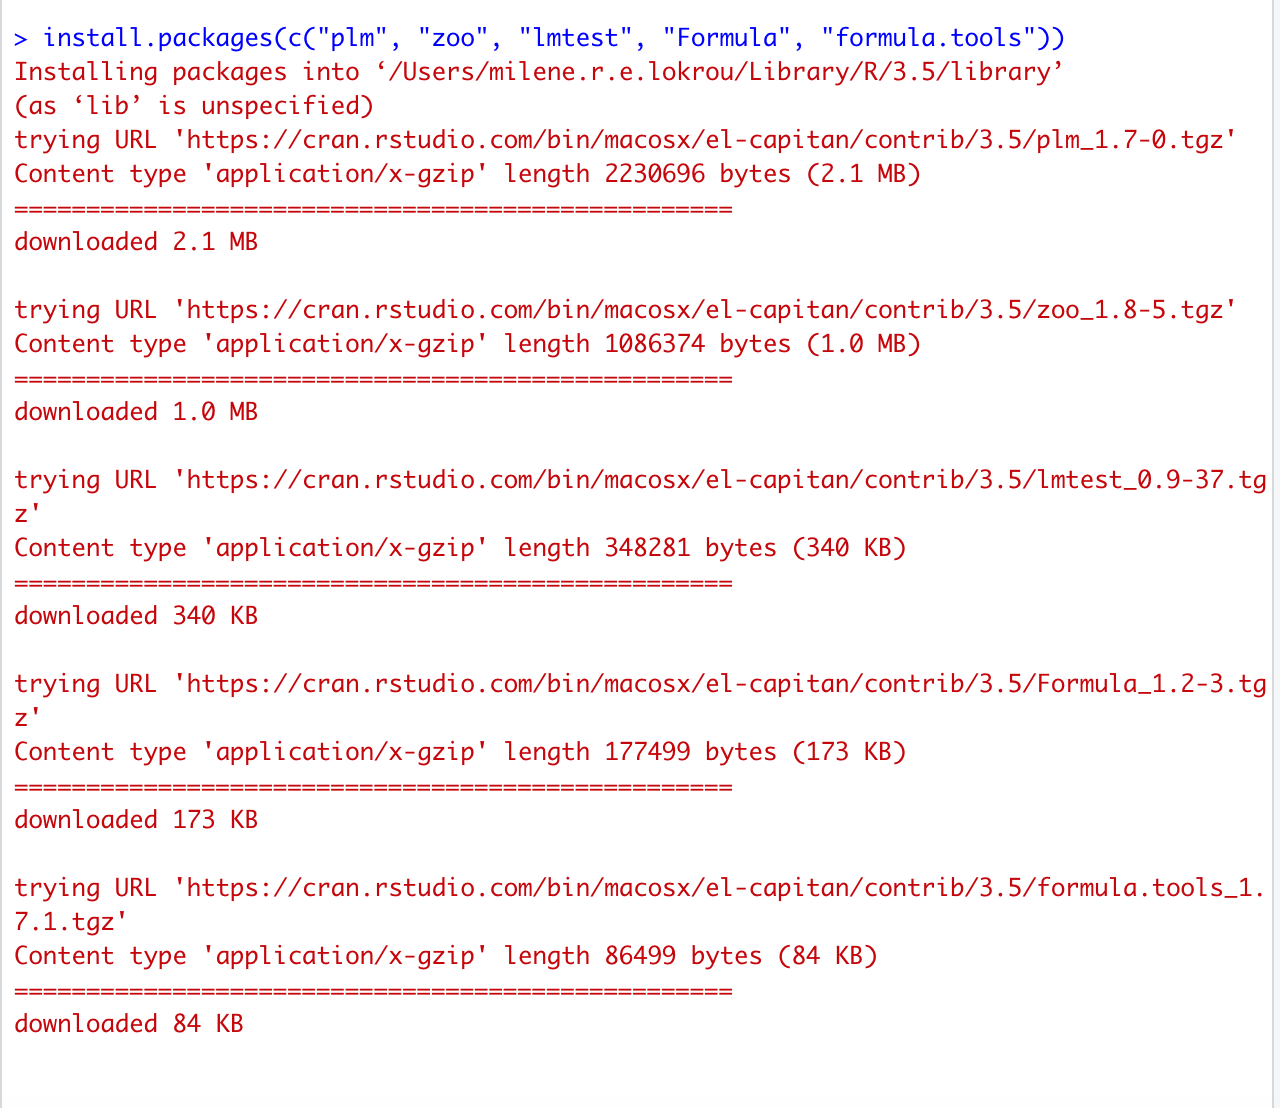 > install.packages(c("plm", "zoo", "lmtest", "Formula", "formula.tools"))
Installing packages into ‘/Users/milene.r.e.lokrou/Library/R/3.5/library’
(as ‘lib’ is unspecified)
trying URL 'https://cran.rstudio.com/bin/macosx/el-capitan/contrib/3.5/plm_1.7-0.tgz'
Content type 'application/x-gzip' length 2230696 bytes (2.1 MB)
==================================================
downloaded 2.1 MB

trying URL 'https://cran.rstudio.com/bin/macosx/el-capitan/contrib/3.5/zoo_1.8-5.tgz'
Content type 'application/x-gzip' length 1086374 bytes (1.0 MB)
==================================================
downloaded 1.0 MB

trying URL 'https://cran.rstudio.com/bin/macosx/el-capitan/contrib/3.5/lmtest_0.9-37.tg
z'
Content type 'application/x-gzip' length 348281 bytes (340 KB)
==================================================
downloaded 340 KB

trying URL 'https://cran.rstudio.com/bin/macosx/el-capitan/contrib/3.5/Formula_1.2-3.tg
z'
Content type 'application/x-gzip' length 177499 bytes (173 KB)
==================================================
downloaded 173 KB

trying URL 'https://cran.rstudio.com/bin/macosx/el-capitan/contrib/3.5/formula.tools_1.
7.1.tgz'
Content type 'application/x-gzip' length 86499 bytes (84 KB)
==================================================
downloaded 84 KB